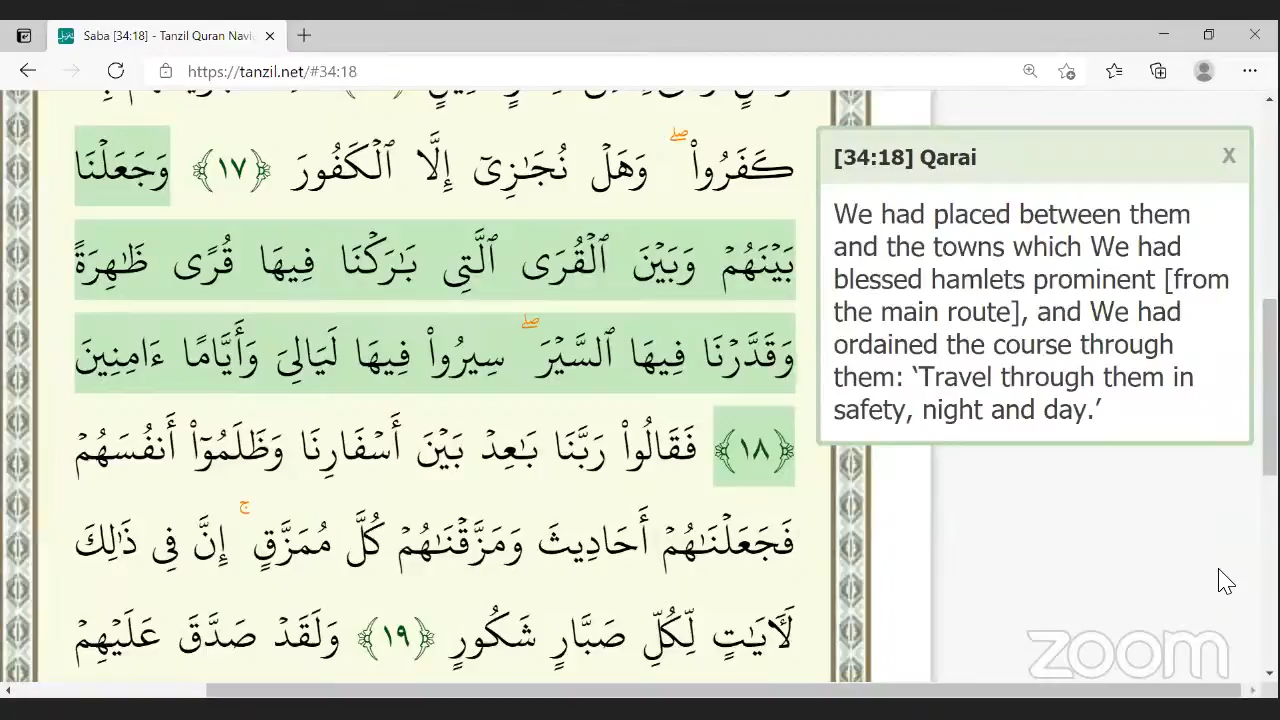 Saba [34:18] - Tanzil Quran Navi
https://tanzil.net/#34:18
كَفَرُوا۟ ۖ وَهَلْ نُجَـٰزِىٓ إِلَّا ٱلْكَفُورَ ﴿١٧﴾ وَجَعَلْنَا
بَيْنَهُمْ وَبَيْنَ ٱلْقُرَى ٱلَّتِى بَـٰرَكْنَا فِيهَا قُرًى ظَـٰهِرَةً
وَقَدَّرْنَا فِيهَا ٱلسَّيْرَ ۖ سِيرُوا۟ فِيهَا لَيَالِىَ وَأَيَّامًا ءَامِنِينَ
﴿١٨﴾ فَقَالُوا۟ رَبَّنَا بَـٰعِدْ بَيْنَ أَسْفَارِنَا وَظَلَمُوٓا۟ أَنفُسَهُمْ
فَجَعَلْنَـٰهُمْ أَحَادِيثَ وَمَزَّقْنَـٰهُمْ كُلَّ مُمَزَّقٍ ۚ إِنَّ فِى ذَٰلِكَ
لَـَٔايَـٰتٍ لِّكُلِّ صَبَّارٍ شَكُورٍ ﴿١٩﴾ وَلَقَدْ صَدَّقَ عَلَيْهِمْ
[34:18] Qarai
X
We had placed between them
and the towns which We had
blessed hamlets prominent [from
the main route], and We had
ordained the course through
them: ‘Travel through them in
safety, night and day.’
zoom